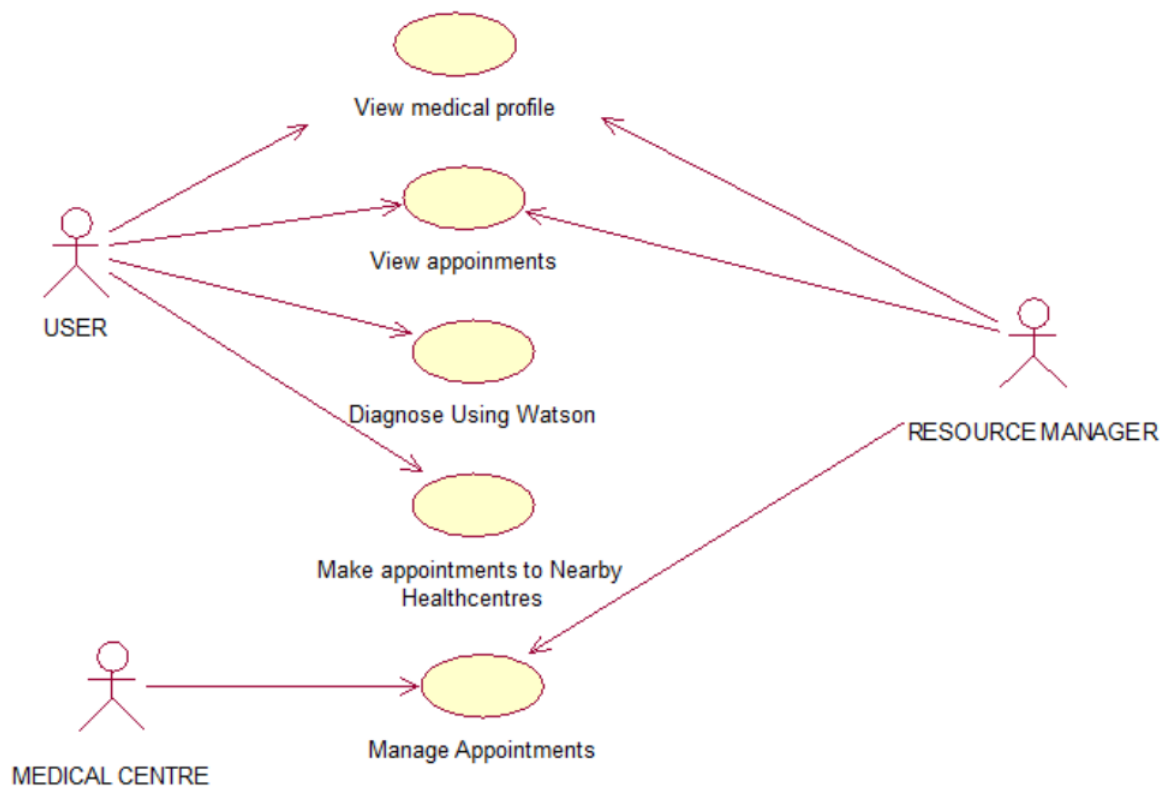 View medical profile
View appoinments
USER
Diagnose Using Watson
RESOURCE MANAGER
Make appointments to Nearby
Healthcentres
Manage Appointments
MEDICAL CENTRE